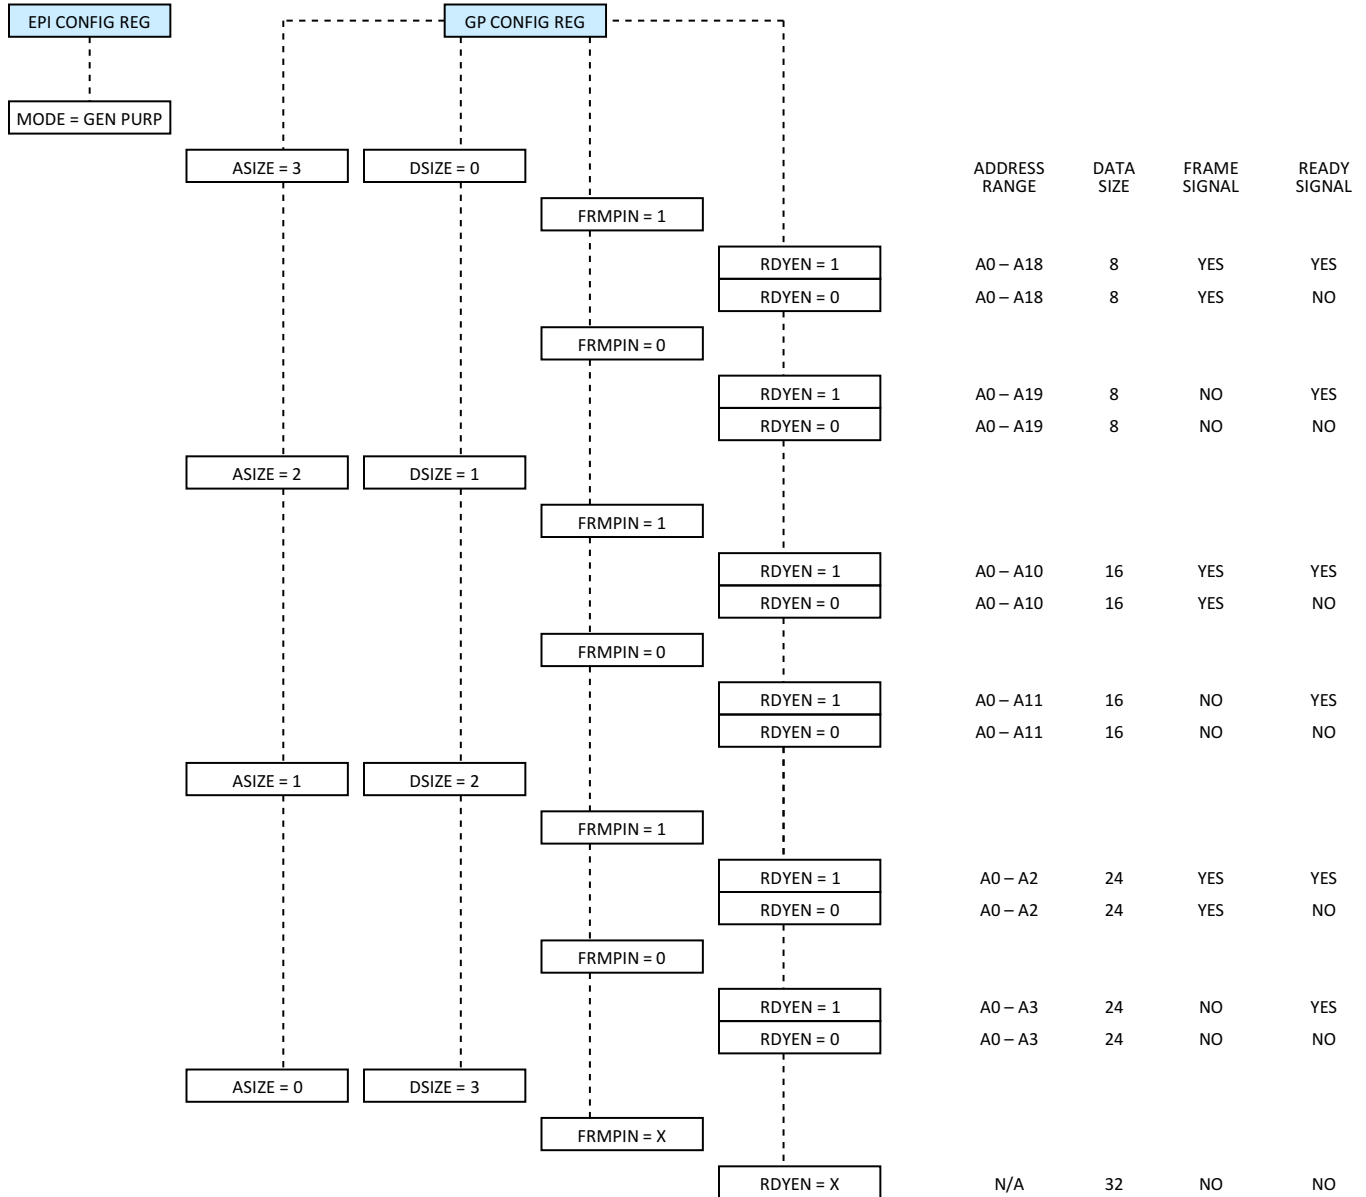 EPI CONFIG REG
GP CONFIG REG
MODE = GEN PURP
ASIZE = 3
DSIZE = 0
ADDRESS RANGE
DATA SIZE
FRAME SIGNAL
READY SIGNAL
FRMPIN = 1
RDYEN = 1 A0 – A18 8 YES YES
RDYEN = 0 A0 – A18 8 YES NO
FRMPIN = 0
RDYEN = 1 A0 – A19 8 NO YES
RDYEN = 0 A0 – A19 8 NO NO
ASIZE = 2
DSIZE = 1
FRMPIN = 1
RDYEN = 1 A0 – A10 16 YES YES
RDYEN = 0 A0 – A10 16 YES NO
FRMPIN = 0
RDYEN = 1 A0 – A11 16 NO YES
RDYEN = 0 A0 – A11 16 NO NO
ASIZE = 1
DSIZE = 2
FRMPIN = 1
RDYEN = 1 A0 – A2 24 YES YES
RDYEN = 0 A0 – A2 24 YES NO
FRMPIN = 0
RDYEN = 1 A0 – A3 24 NO YES
RDYEN = 0 A0 – A3 24 NO NO
ASIZE = 0
DSIZE = 3
FRMPIN = X
RDYEN = X N/A 32 NO NO